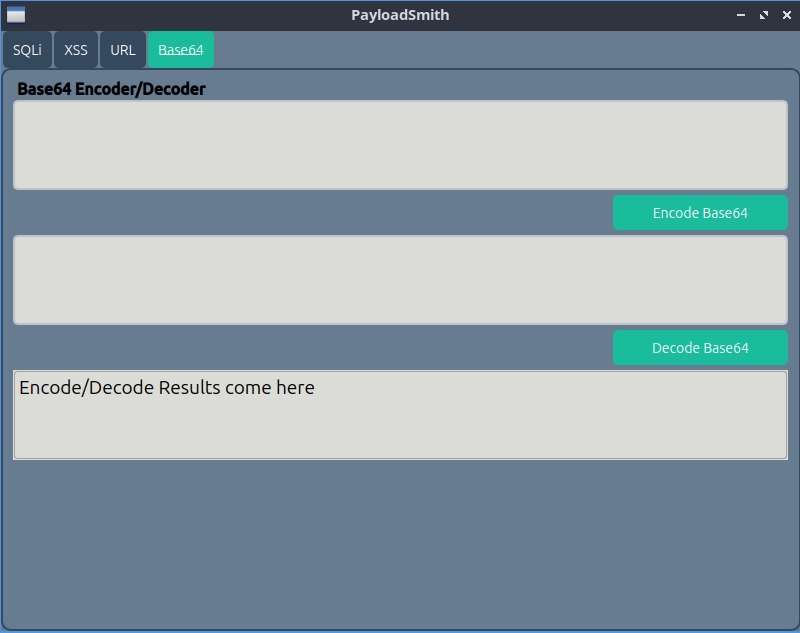 PayloadSmith
SQLi XSS URL Base64
Base64 Encoder/Decoder
Encode Base64
Decode Base64
Encode/Decode Results come here